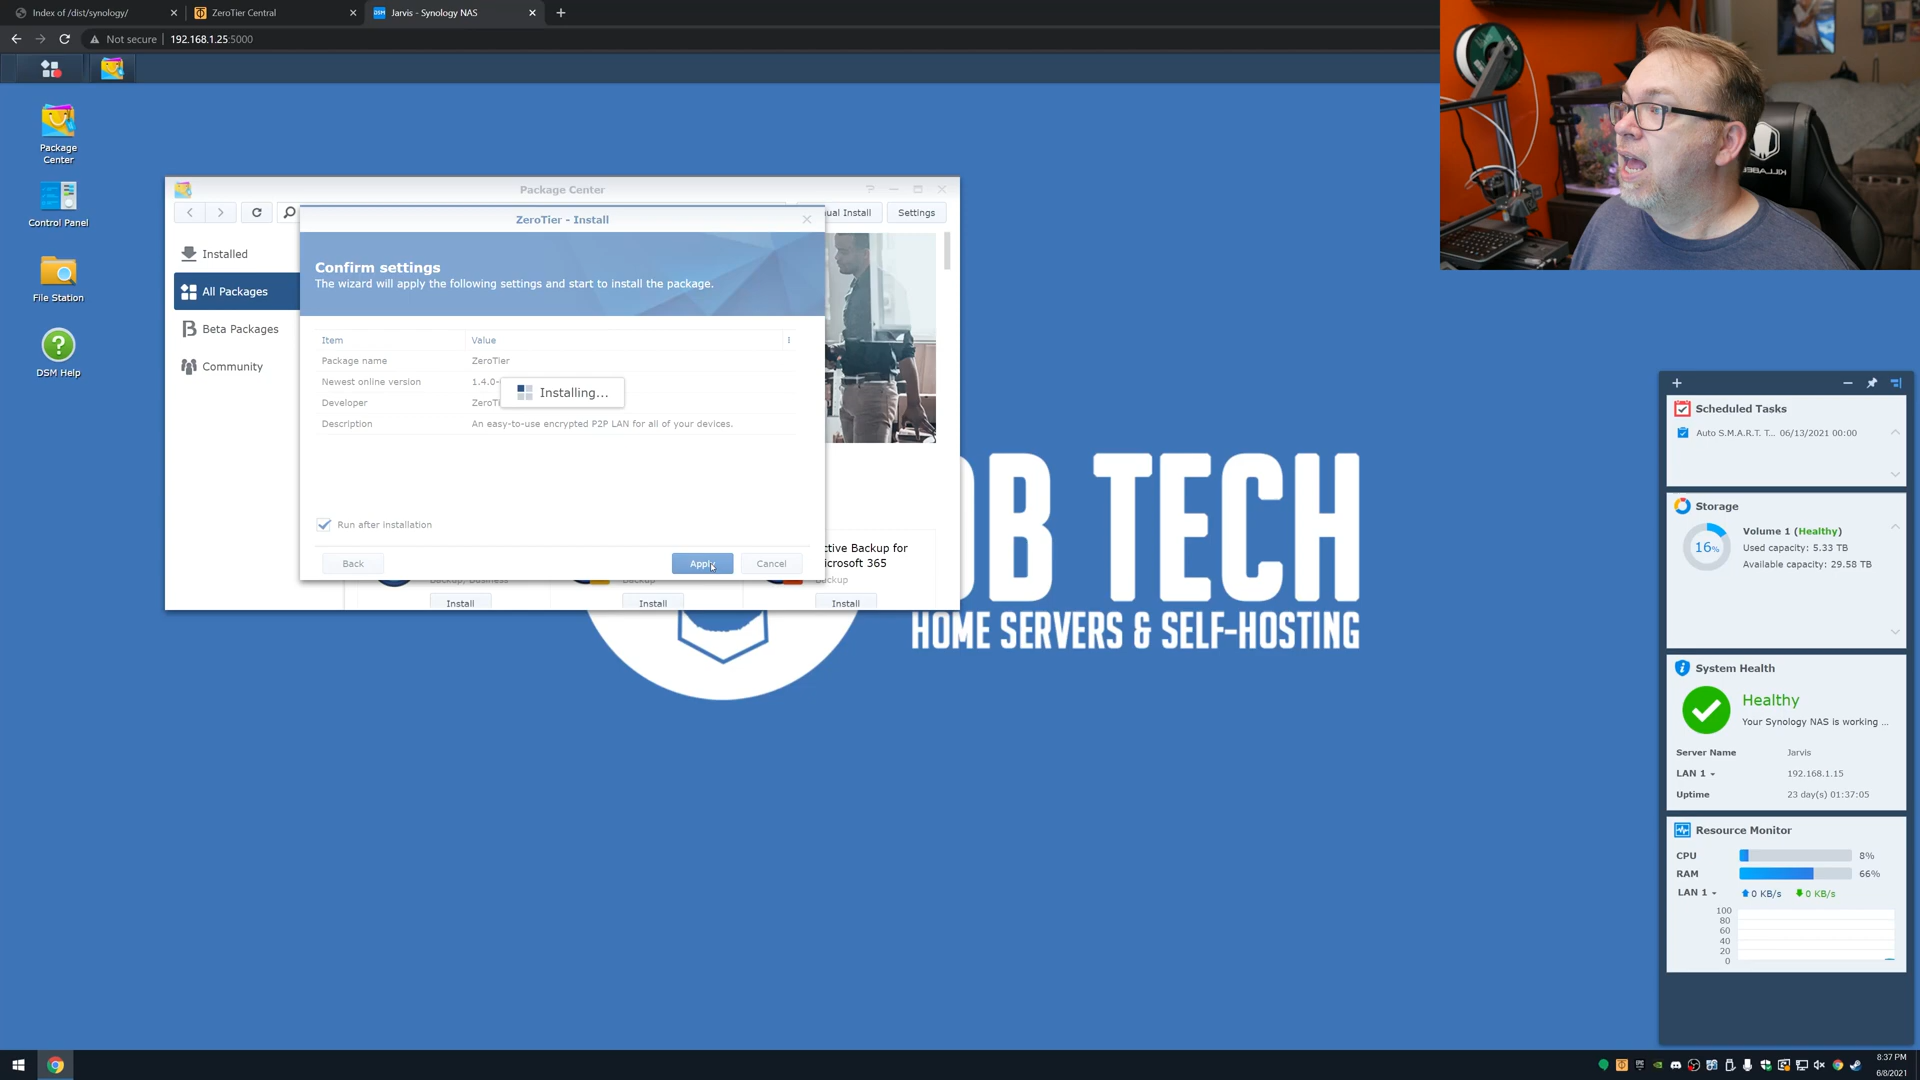 Index of /dist/synology/
ZeroTier Central
Jarvis - Synology NAS
Not secure
192.168.1.25:5000
Package
Center
Control Panel
File Station
DSM Help
Package Center
ual Install
Settings
Installed
All Packages
Beta Packages
Community
ZeroTier - Install
Confirm settings
The wizard will apply the following settings and start to install the package.
Item
Value
Package name
ZeroTier
Newest online version
1.4.0-
Developer
ZeroTi
Description
An easy-to-use encrypted P2P LAN for all of your devices.
Installing...
Run after installation
Back
Apply
Cancel
ctive Backup for
icrosoft 365
Backup
Backup, Business
Backup
Install
Install
Install
OB TECH
HOME SERVERS & SELF-HOSTING
Scheduled Tasks
Auto S.M.A.R.T. T... 06/13/2021 00:00
Storage
16%
Volume 1 (Healthy)
Used capacity: 5.33 TB
Available capacity: 29.58 TB
System Health
Healthy
Your Synology NAS is working ...
Server Name
Jarvis
LAN 1
192.168.1.15
Uptime
23 day(s) 01:37:05
Resource Monitor
CPU
8%
RAM
66%
LAN 1
0 KB/s
0 KB/s
100
80
60
40
20
0
8:37 PM
6/8/2021